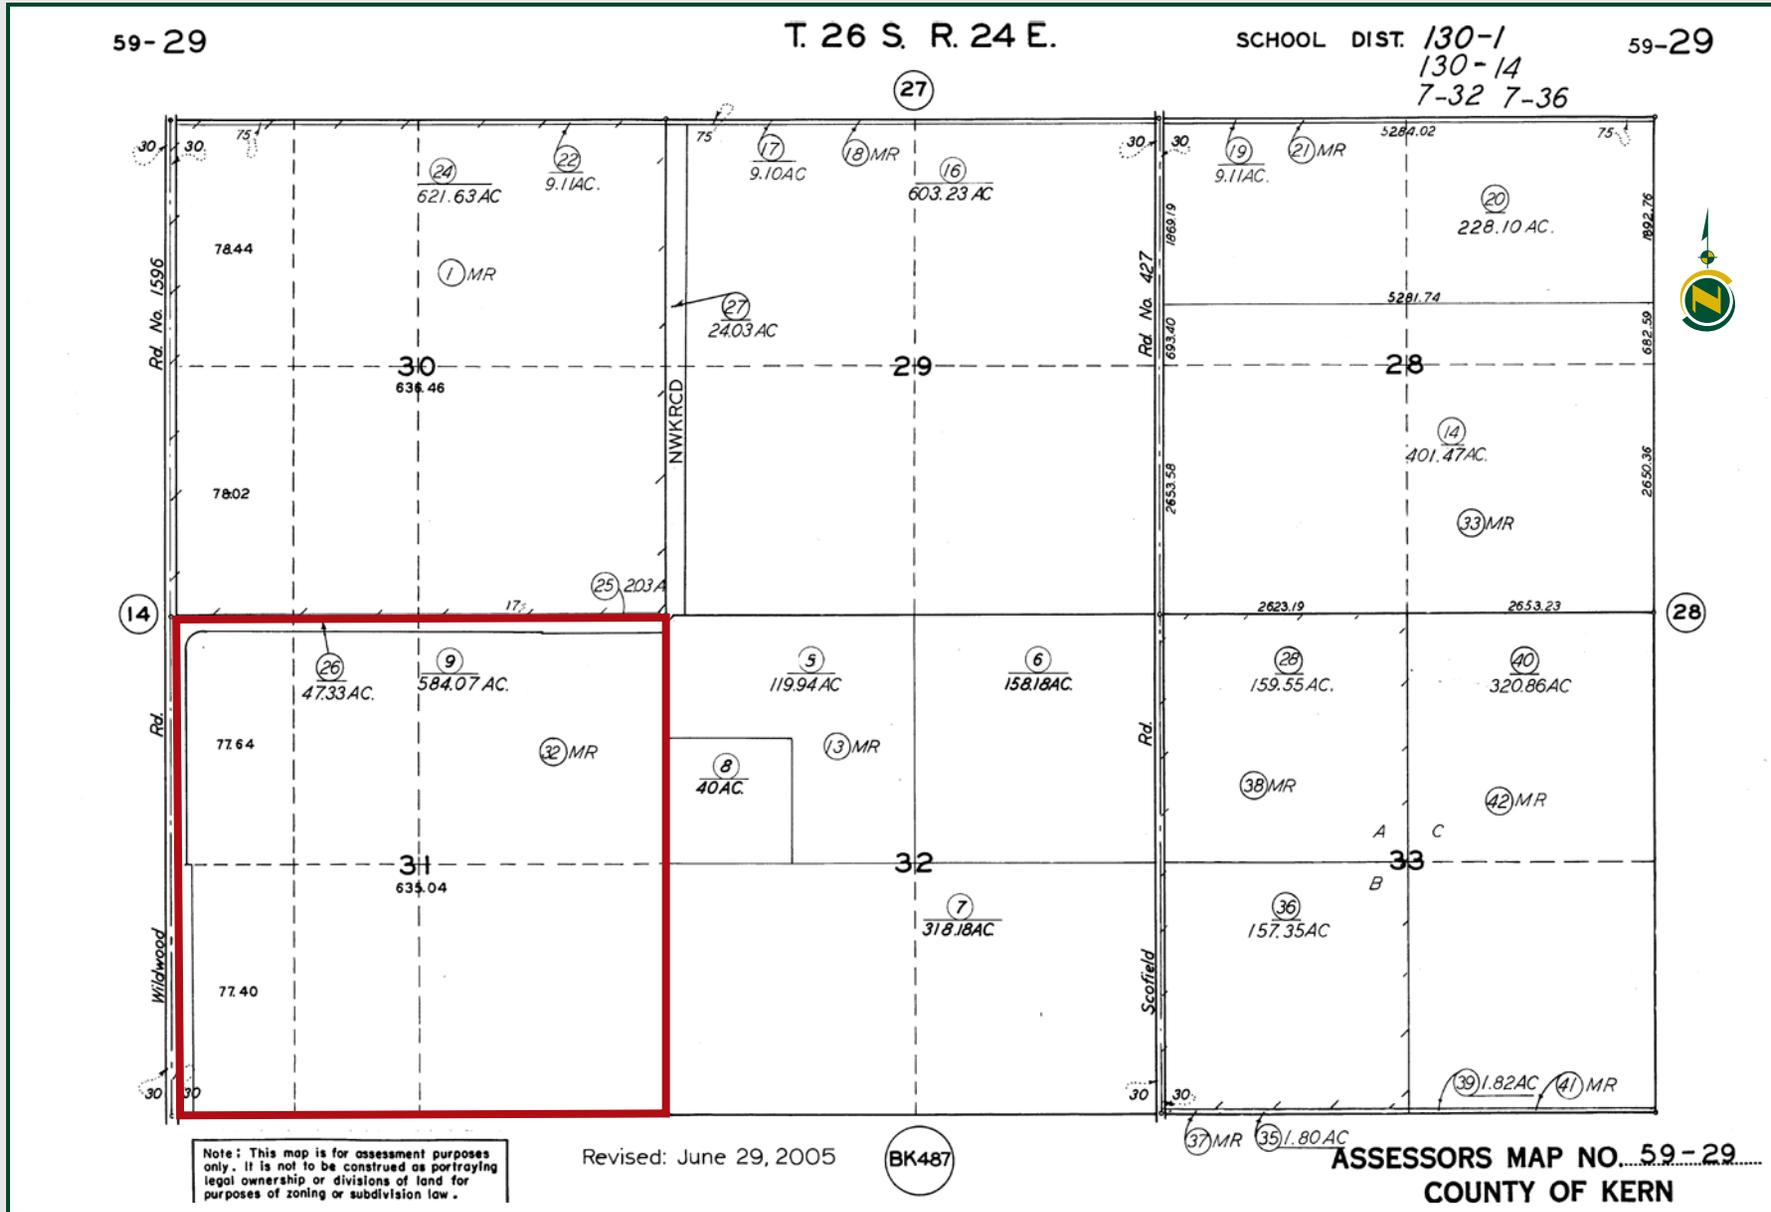 59-29
T. 26 S. R. 24 E.
SCHOOL DIST. 130-1
130-14
7-32 7-36
59-29
27
30
30
75
24
621.63 AC
22
9.11AC.
75
17
9.10AC
18 MR
16
603.23 AC
30
30
19
9.11AC.
21 MR
5284.02
75
20
228.10 AC.
1869.19
1892.76
78.44
1 MR
Rd. No. 1596
27
24.03 AC
Rd. No. 427
5281.74
693.40
682.59
N
30
636.46
29
28
NWKRCD
14
401.47AC.
2653.58
2650.36
78.02
33 MR
25 2.03 A
14
2623.19
2653.23
28
26
47.33 AC.
9
584.07 AC.
5
119.94 AC
6
158.18AC.
28
159.55AC.
40
320.86AC
Rd.
77.64
32 MR
8
40 AC.
13 MR
Rd.
38 MR
42 MR
A
C
31
635.04
32
33
B
7
318.18AC
36
157.35AC
Wildwood
77.40
Scofield
30
30
30
30
39 1.82AC
41 MR
37 MR
35 1.80 AC
Note: This map is for assessment purposes
only. It is not to be construed as portraying
legal ownership or divisions of land for
purposes of zoning or subdivision law.
Revised: June 29, 2005
BK487
ASSESSORS MAP NO. 59-29
COUNTY OF KERN